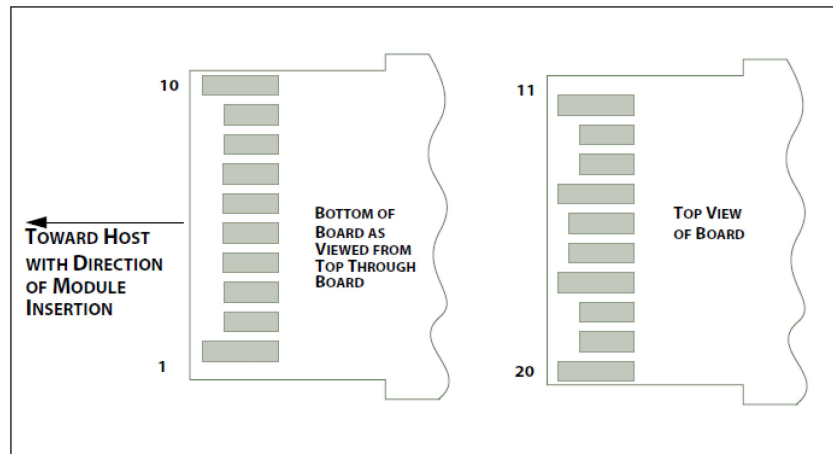 10
BOTTOM OF
BOARD AS
VIEWED FROM
TOP THROUGH
BOARD
TOWARD HOST
WITH DIRECTION
OF MODULE
INSERTION
1
11
TOP VIEW
OF BOARD
20